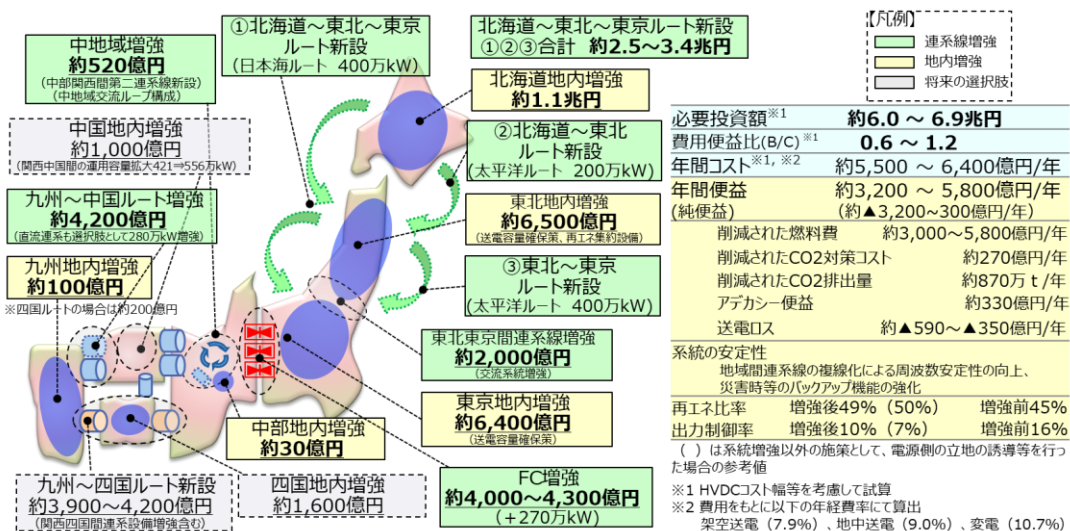 中地域増強
約520億円
(中部関西間第二連系線新設)
(中地域交流ループ構成)
中国地内増強
約1,000億円
(関西中国間の運用容量拡大421⇒556万kW)
九州～中国ルート増強
約4,200億円
(直流連系も選択肢として280万kW増強)
九州地内増強
約100億円
※四国ルートの場合は約200億円
①北海道～東北～東京
ルート新設
(日本海ルート 400万kW)
北海道～東北～東京ルート新設
①②③合計 約2.5～3.4兆円
北海道地内増強
約1.1兆円
②北海道～東北
ルート新設
(太平洋ルート 200万kW)
東北地内増強
約6,500億円
(送電容量確保策、再エネ集約設備)
③東北～東京
ルート新設
(太平洋ルート 400万kW)
東北東京間連系線増強
約2,000億円
(交流系統増強)
東京地内増強
約6,400億円
(送電容量確保策)
中部地内増強
約30億円
九州～四国ルート新設
約3,900～4,200億円
(関西四国間連系設備増強含む)
四国地内増強
約1,600億円
FC増強
約4,000～4,300億円
(+270万kW)
【凡例】
連系線増強
地内増強
将来の選択肢
必要投資額※1 約6.0 ～ 6.9兆円
費用便益比(B/C) ※1 0.6 ～ 1.2
年間コスト※1, ※2 約5,500 ～ 6,400億円/年
年間便益 約3,200 ～ 5,800億円/年
(純便益) (約▲3,200~300億円/年)
削減された燃料費 約3,000～5,800億円/年
削減されたCO2対策コスト 約270億円/年
削減されたCO2排出量 約870万ｔ/年
アデカシー便益 約330億円/年
送電ロス 約▲590～▲350億円/年
系統の安定性
地域間連系線の複線化による周波数安定性の向上、
災害時等のバックアップ機能の強化
再エネ比率 増強後49%（50%） 増強前45%
出力制御率 増強後10%（7%） 増強前16%
（ ）は系統増強以外の施策として、電源側の立地の誘導等を行っ
た場合の参考値
※1 HVDCコスト幅等を考慮して試算
※2 費用をもとに以下の年経費率にて算出
架空送電（7.9%）、地中送電（9.0%）、変電（10.7%）